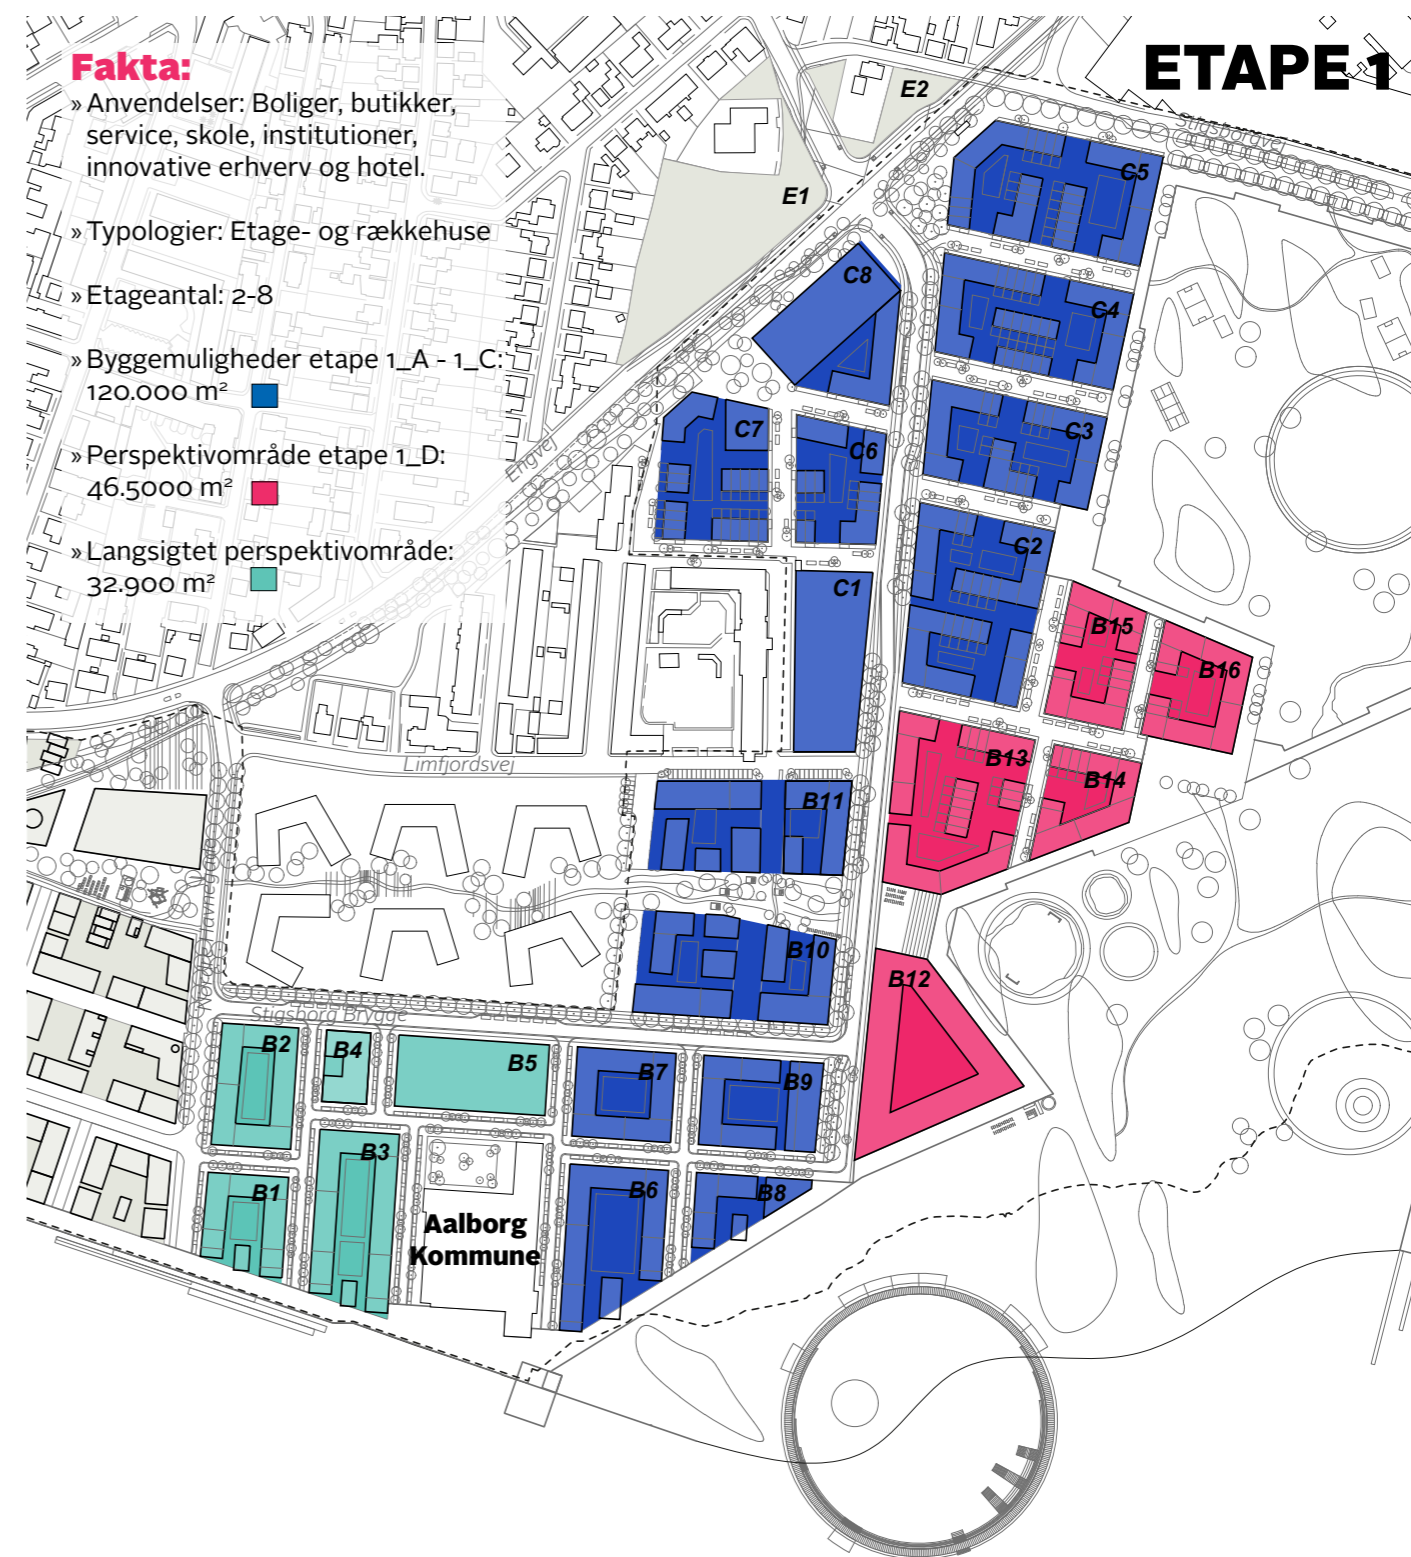 Fakta:
» Anvendelser: Boliger, butikker,
service, skole, institutioner,
innovative erhverv og hotel.
» Typologier: Etage- og rækkehuse
» Etageantal: 2-8
» Byggemuligheder etape 1_A - 1_C:
120.000 m²
» Perspektivområde etape 1_D:
46.5000 m²
» Langsigtet perspektivområde:
32.900 m²
ETAPE 1
E2
E1
C5
C8
C4
C7
C6
C3
Engvej
C2
C1
B15
B16
Limfjordsvej
B13
B14
B11
B10
B12
Stigsborg Brygge
B2
B4
B5
B7
B9
B3
B1
B6
B8
Aalborg
Kommune